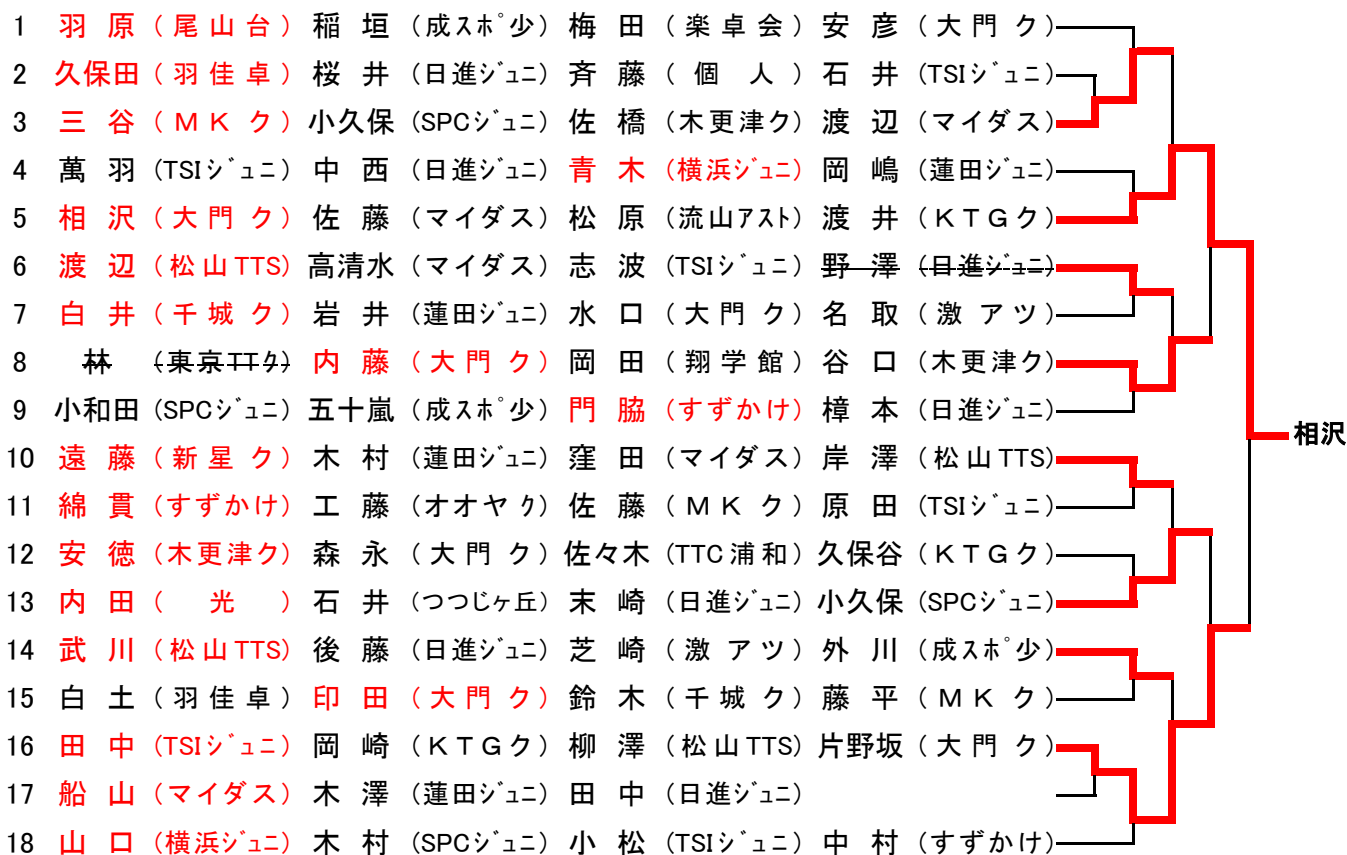 1 羽原 (尾山台) 稲垣 (成スポ少) 梅田 (楽卓会) 安彦 (大門ク)
2 久保田 (羽佳卓) 桜井 (日進ジュニ) 斉藤 (個人) 石井 (TSIジュニ)
3 三谷 (MKク) 小久保 (SPCジュニ) 佐橋 (木更津ク) 渡辺 (マイダス)
4 萬羽 (TSIジュニ) 中西 (日進ジュニ) 青木 (横浜ジュニ) 岡嶋 (蓮田ジュニ)
5 相沢 (大門ク) 佐藤 (マイダス) 松原 (流山アスト) 渡井 (KTGク)
6 渡辺 (松山TTS) 高清水 (マイダス) 志波 (TSIジュニ) 野澤 (日進ジュニ)
7 白井 (千城ク) 岩井 (蓮田ジュニ) 水口 (大門ク) 名取 (激アツ)
8 林 (東京エエク) 内藤 (大門ク) 岡田 (翔学館) 谷口 (木更津ク)
9 小和田 (SPCジュニ) 五十嵐 (成スポ少) 門脇 (すずかけ) 樟本 (日進ジュニ)
相沢
10 遠藤 (新星ク) 木村 (蓮田ジュニ) 窪田 (マイダス) 岸澤 (松山TTS)
11 綿貫 (すずかけ) 工藤 (オオヤク) 佐藤 (MKク) 原田 (TSIジュニ)
12 安徳 (木更津ク) 森永 (大門ク) 佐々木 (TTC浦和) 久保谷 (KTGク)
13 内田 (光) 石井 (つつじヶ丘) 末崎 (日進ジュニ) 小久保 (SPCジュニ)
14 武川 (松山TTS) 後藤 (日進ジュニ) 芝崎 (激アツ) 外川 (成スポ少)
15 白土 (羽佳卓) 印田 (大門ク) 鈴木 (千城ク) 藤平 (MKク)
16 田中 (TSIジュニ) 岡崎 (KTGク) 柳澤 (松山TTS) 片野坂 (大門ク)
17 船山 (マイダス) 木澤 (蓮田ジュニ) 田中 (日進ジュニ)
18 山口 (横浜ジュニ) 木村 (SPCジュニ) 小松 (TSIジュニ) 中村 (すずかけ)